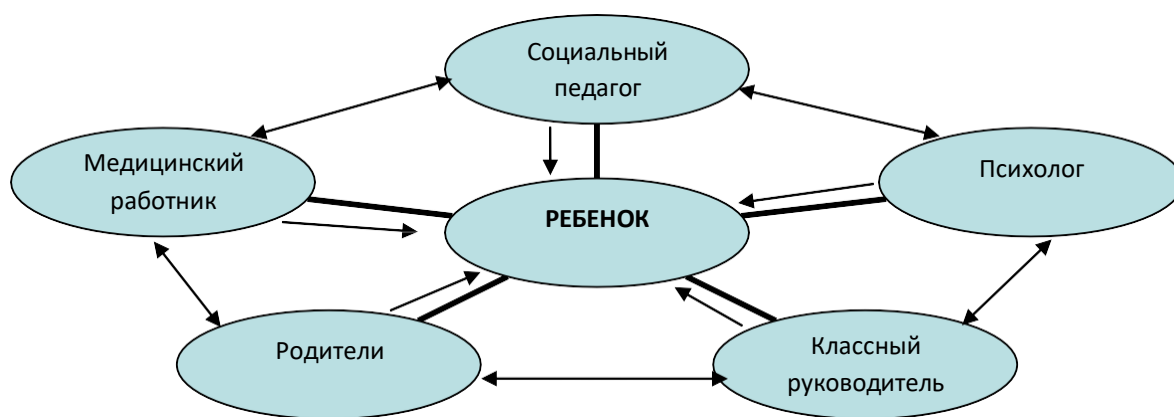 Социальный
педагог
Медицинский
работник
Психолог
РЕБЕНОК
Родители
Классный
руководитель